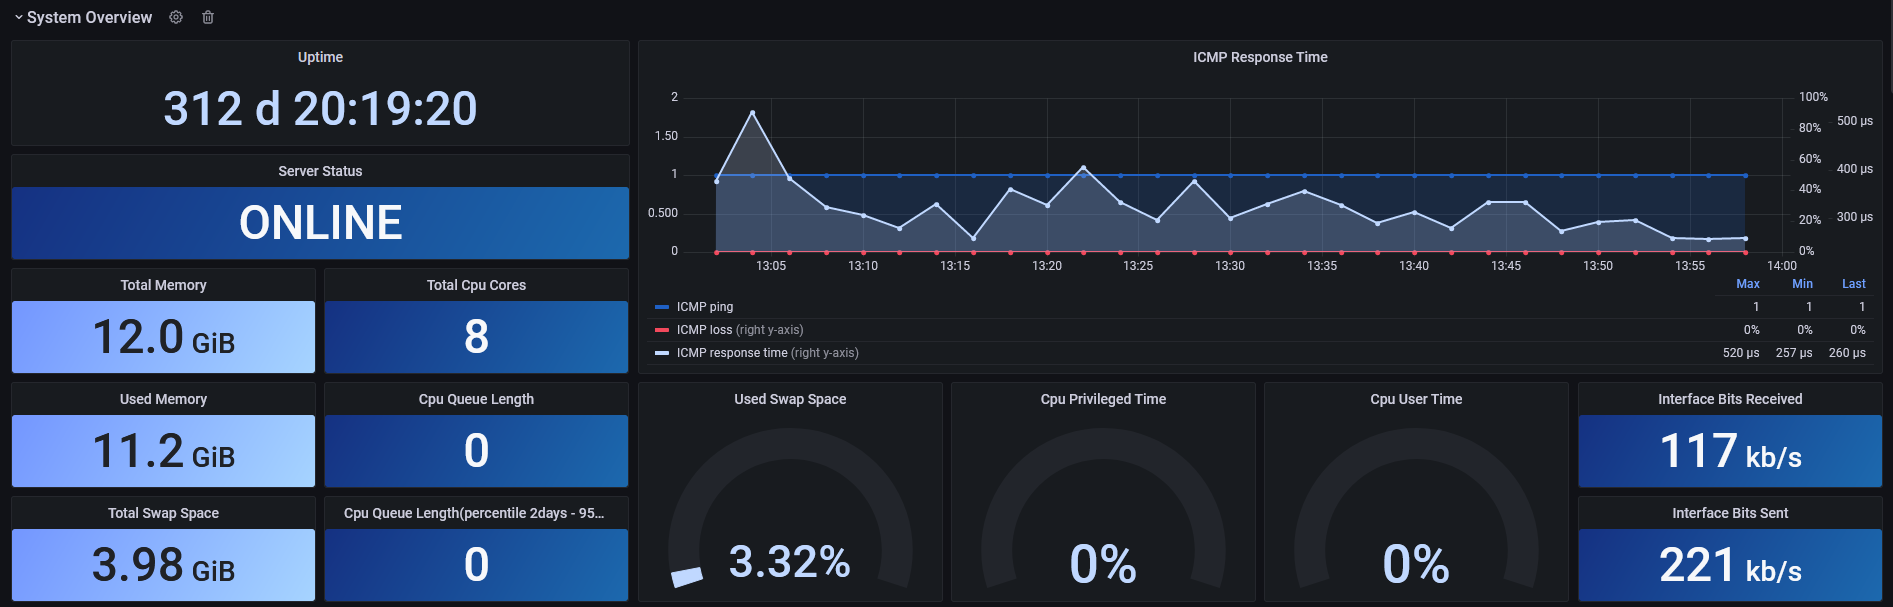 System Overview
Uptime
312 d 20:19:20
Server Status
ONLINE
Total Memory
12.0 GiB
Total Cpu Cores
8
Used Memory
11.2 GiB
Cpu Queue Length
0
Total Swap Space
3.98 GiB
Cpu Queue Length(percentile 2days - 95...
0
ICMP Response Time
2
1.50
1
0.500
0
100%
80%
60%
40%
20%
0%
500 µs
400 µs
300 µs
13:05 13:10 13:15 13:20 13:25 13:30 13:35 13:40 13:45 13:50 13:55 14:00
Max Min Last
ICMP ping 1 1 1
ICMP loss (right y-axis) 0% 0% 0%
ICMP response time (right y-axis) 520 µs 257 µs 260 µs
Used Swap Space
3.32%
Cpu Privileged Time
0%
Cpu User Time
0%
Interface Bits Received
117 kb/s
Interface Bits Sent
221 kb/s